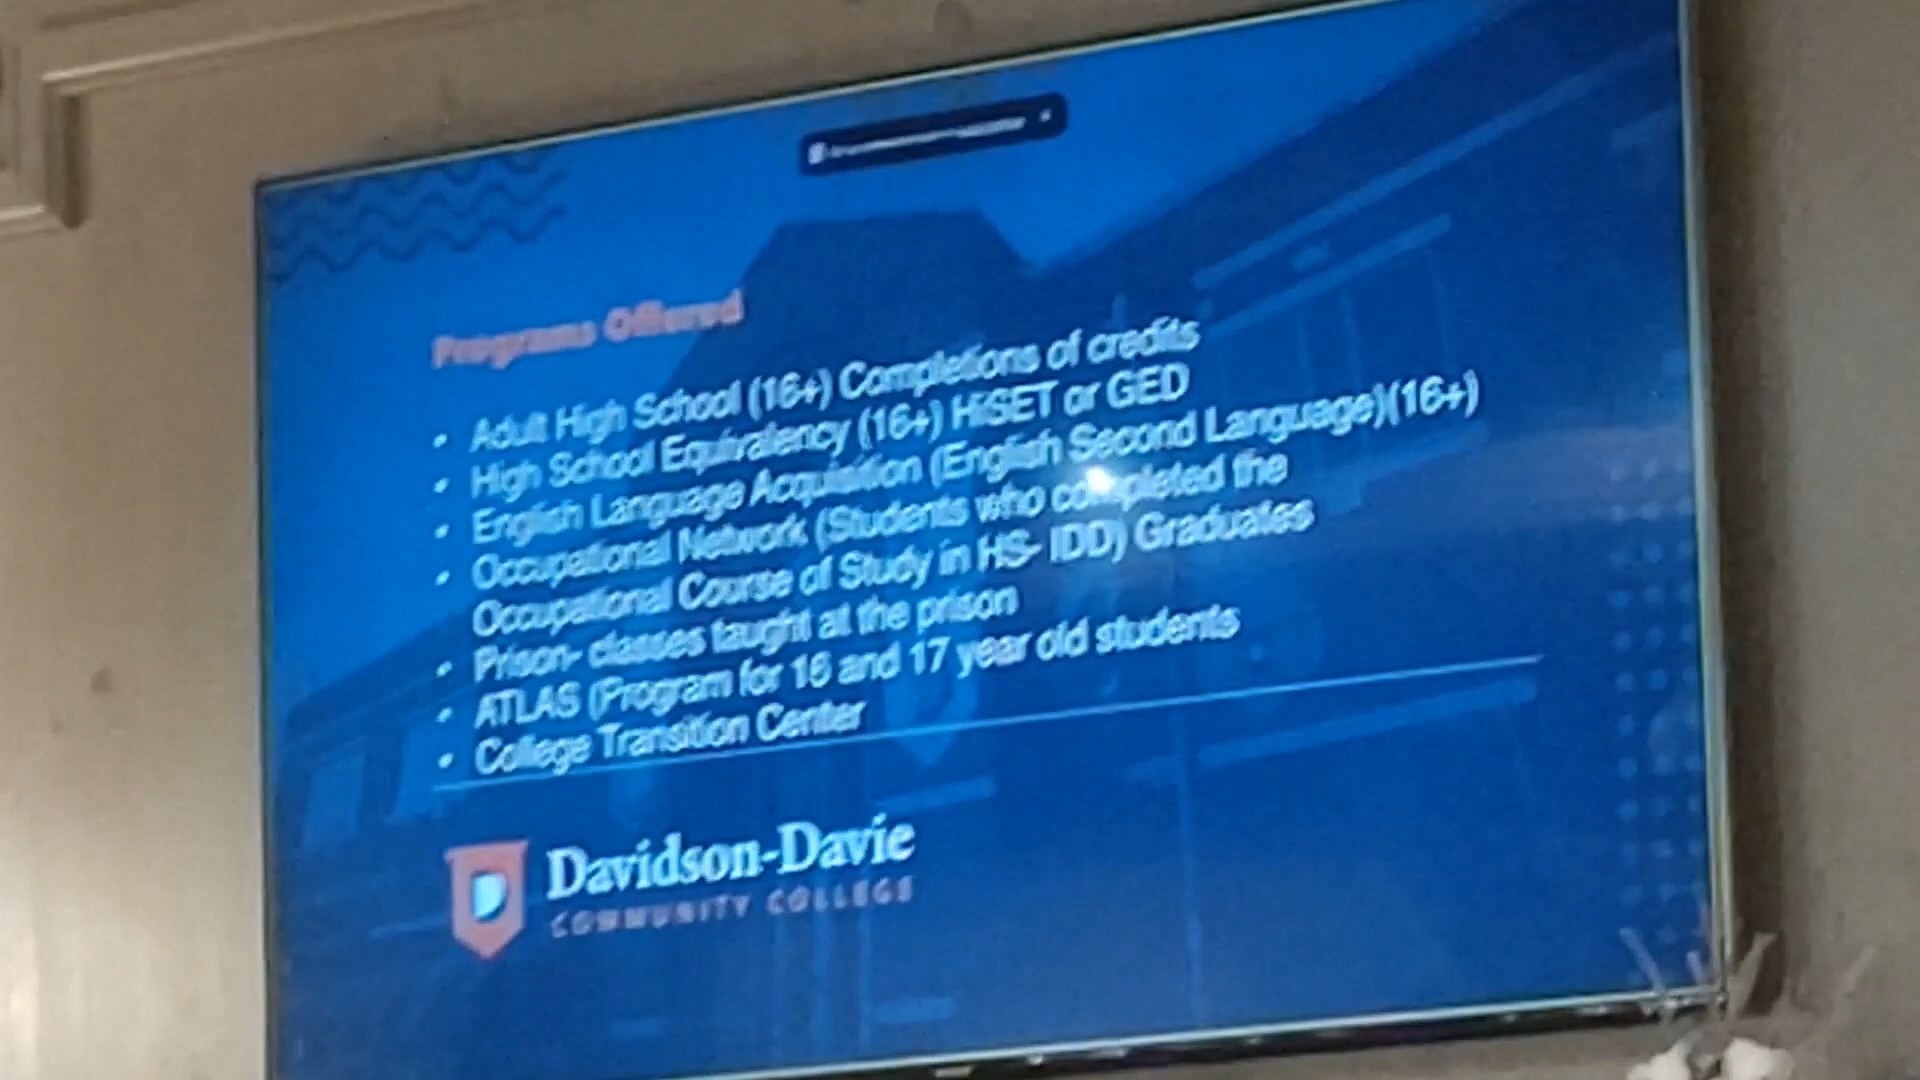 Programs Offered
• Adult High School (16+) Completions of credits
• High School Equivalency (16+) HiSET or GED
• English Language Acquisition (English Second Language)(16+)
• Occupational Network (Students who completed the
Occupational Course of Study in HS- IDD) Graduates
• Prison- classes taught at the prison
• ATLAS (Program for 16 and 17 year old students
• College Transition Center
Davidson-Davie
COMMUNITY COLLEGE